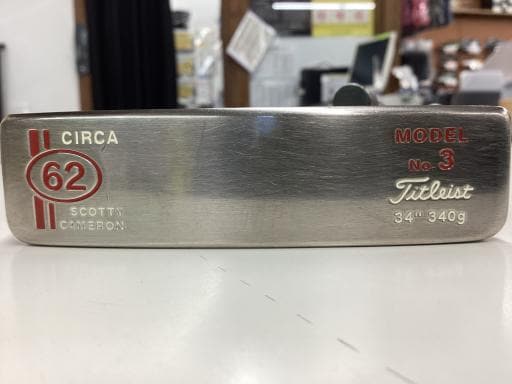 CIRCA
62
SCOTTY
CAMERON
MODEL
No. 3
Titleist
34" 340g